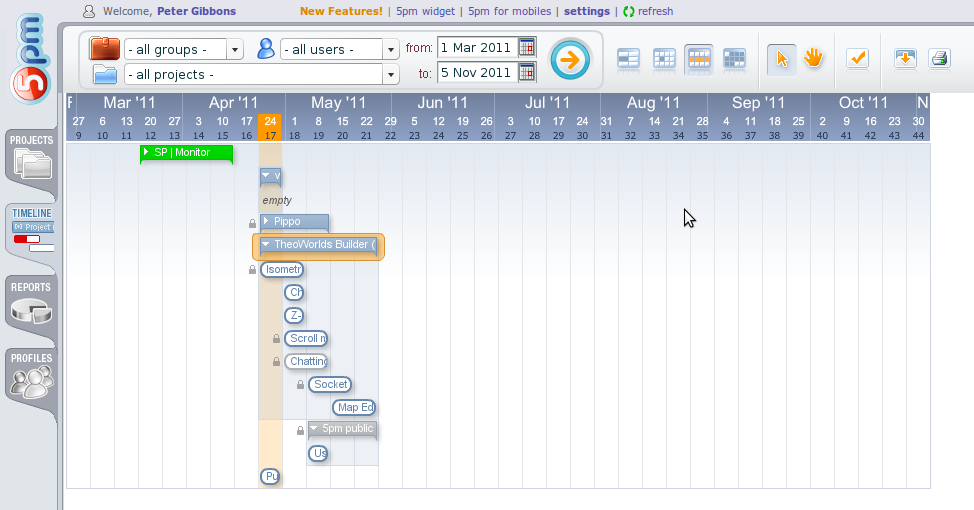 Welcome, Peter Gibbons
New Features! | 5pm widget | 5pm for mobiles | settings | refresh
5pm
- all groups -
- all users -
from: 1 Mar 2011
- all projects -
to: 5 Nov 2011
PROJECTS
TIMELINE
Project
REPORTS
PROFILES
F Mar '11 Apr '11 May '11 Jun '11 Jul '11 Aug '11 Sep '11 Oct '11 N
27 6 13 20 27 3 10 17 24 1 8 15 22 29 5 12 19 26 3 10 17 24 31 7 14 21 28 4 11 18 25 2 9 16 23 30
9 10 11 12 13 14 15 16 17 18 19 20 21 22 23 24 25 26 27 28 29 30 31 32 33 34 35 36 37 38 39 40 41 42 43 44
SP | Monitor
v
empty
Pippo
TheoWorlds Builder (
Isometr
Ch
Z-
Scroll m
Chatting
Socket
Map Ed
5pm public
Us
Pu